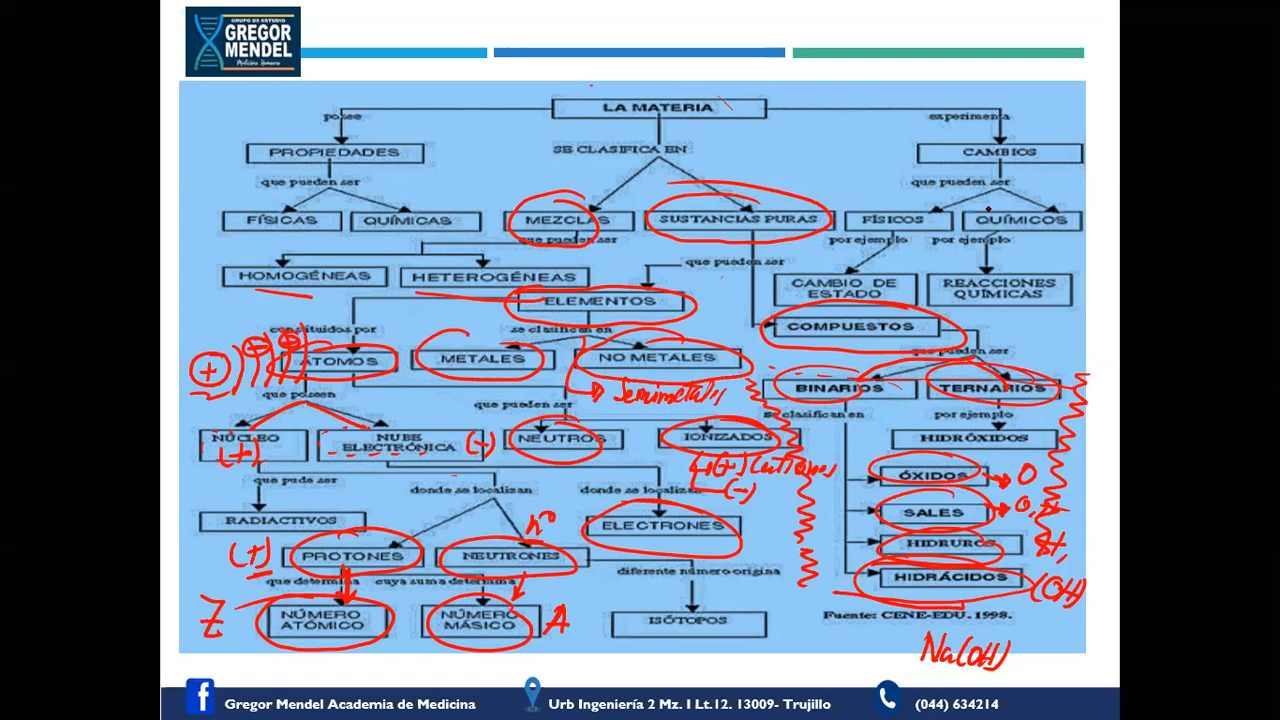 GRUPO DE ESTUDIO
GREGOR
MENDEL
Medicina Humana
LA MATERIA
posee
experimenta
PROPIEDADES
SE CLASIFICA EN
CAMBIOS
que pueden ser
que pueden ser
FÍSICAS
QUÍMICAS
MEZCLAS
SUSTANCIAS PURAS
FÍSICOS
QUÍMICOS
que pueden ser
por ejemplo
por ejemplo
que pueden ser
HOMOGÉNEAS
HETEROGÉNEAS
CAMBIO DE
ESTADO
REACCIONES
QUÍMICAS
ELEMENTOS
constituidos por
se clasifican en
COMPUESTOS
que pueden ser
ÁTOMOS
METALES
NO METALES
(+)
semimetal
BINARIOS
TERNARIOS
que poseen
que pueden ser
se clasifican en
por ejemplo
NÚCLEO
(+)
NUBE
ELECTRÓNICA
(-)
NEUTROS
IONIZADOS
(+)
(-)
HIDRÓXIDOS
ÓXIDOS
O
SALES
que pude ser
donde se localizan
donde se localizan
RADIACTIVOS
ELECTRONES
HIDRUROS
n°
(+)
PROTONES
NEUTRONES
HIDRÁCIDOS
(OH)
que determina
cuya suma determina
diferente número origina
Z
NÚMERO
ATÓMICO
NÚMERO
MÁSICO
A
ISÓTOPOS
Fuente: CENE-EDU. 1998.
Na(OH)
Gregor Mendel Academia de Medicina
Urb Ingeniería 2 Mz. I Lt.12. 13009- Trujillo
(044) 634214